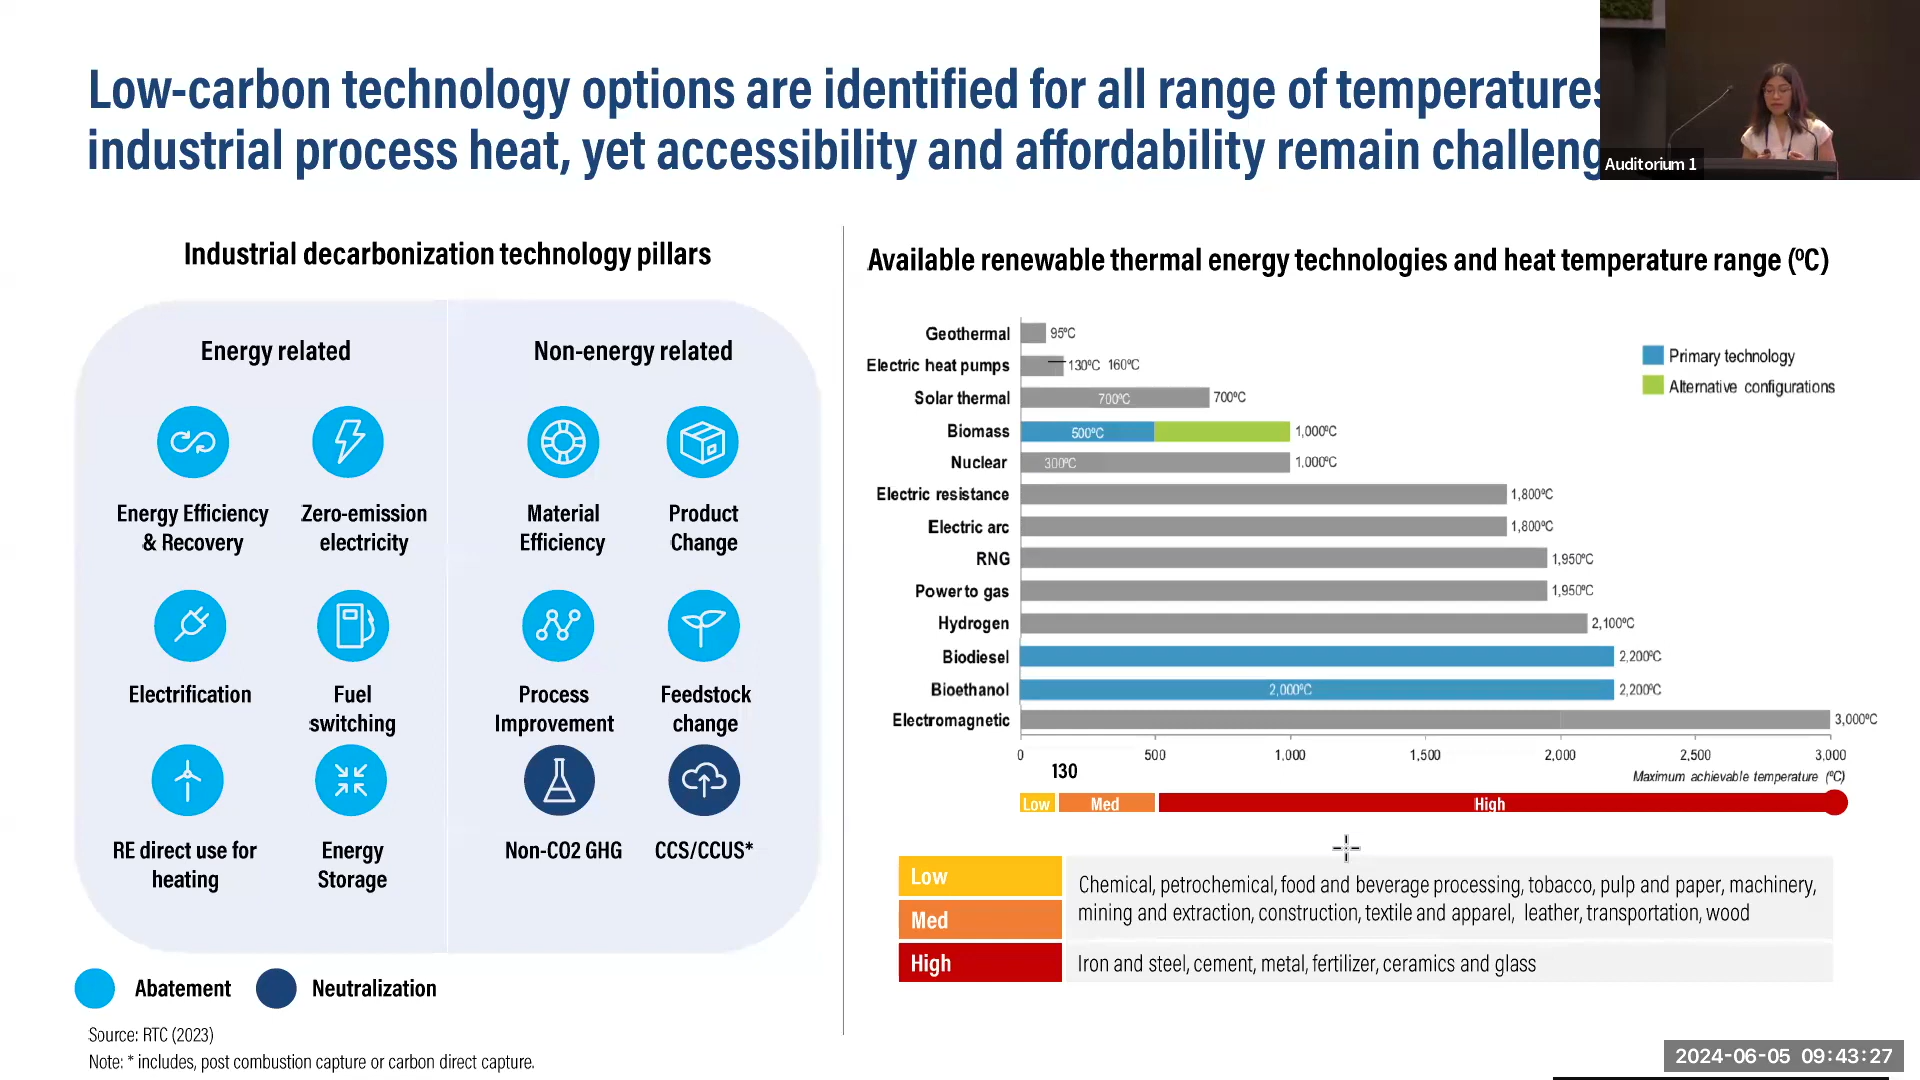 Low-carbon technology options are identified for all range of temperatures
industrial process heat, yet accessibility and affordability remain challeng
Auditorium 1
Industrial decarbonization technology pillars
Energy related
Non-energy related
Energy Efficiency
& Recovery
Zero-emission
electricity
Material
Efficiency
Product
Change
Electrification
Fuel
switching
Process
Improvement
Feedstock
change
RE direct use for
heating
Energy
Storage
Non-CO2 GHG
CCS/CCUS*
Abatement
Neutralization
Source: RTC (2023)
Note: * includes, post combustion capture or carbon direct capture.
Available renewable thermal energy technologies and heat temperature range (ºC)
Primary technology
Alternative configurations
Geothermal 95ºC
Electric heat pumps 130ºC 160ºC
Solar thermal 700ºC 700ºC
Biomass 500ºC 1,000ºC
Nuclear 300ºC 1,000ºC
Electric resistance 1,800ºC
Electric arc 1,800ºC
RNG 1,950ºC
Power to gas 1,950ºC
Hydrogen 2,100ºC
Biodiesel 2,200ºC
Bioethanol 2,000ºC 2,200ºC
Electromagnetic 3,000ºC
0 500 1,000 1,500 2,000 2,500 3,000
130
Maximum achievable temperature (ºC)
Low Med High
Low
Med
Chemical, petrochemical, food and beverage processing, tobacco, pulp and paper, machinery,
mining and extraction, construction, textile and apparel, leather, transportation, wood
High
Iron and steel, cement, metal, fertilizer, ceramics and glass
2024-06-05 09:43:27